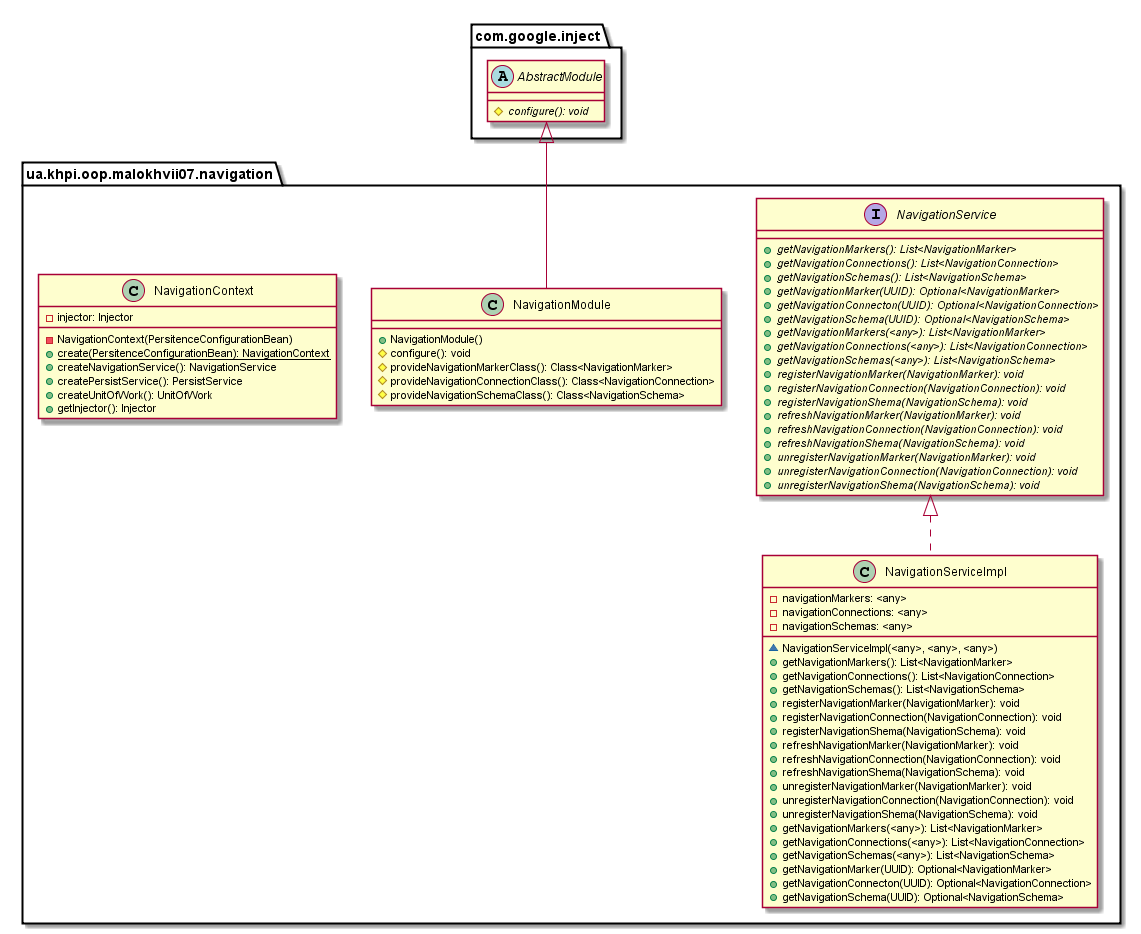 com.google.inject
A AbstractModule
configure(): void
ua.khpi.oop.malokhvii07.navigation
C NavigationContext
injector: Injector
NavigationContext(PersitenceConfigurationBean)
create(PersitenceConfigurationBean): NavigationContext
createNavigationService(): NavigationService
createPersistService(): PersistService
createUnitOfWork(): UnitOfWork
getInjector(): Injector
C NavigationModule
NavigationModule()
configure(): void
provideNavigationMarkerClass(): Class<NavigationMarker>
provideNavigationConnectionClass(): Class<NavigationConnection>
provideNavigationSchemaClass(): Class<NavigationSchema>
I NavigationService
getNavigationMarkers(): List<NavigationMarker>
getNavigationConnections(): List<NavigationConnection>
getNavigationSchemas(): List<NavigationSchema>
getNavigationMarker(UUID): Optional<NavigationMarker>
getNavigationConnecton(UUID): Optional<NavigationConnection>
getNavigationSchema(UUID): Optional<NavigationSchema>
getNavigationMarkers(<any>): List<NavigationMarker>
getNavigationConnections(<any>): List<NavigationConnection>
getNavigationSchemas(<any>): List<NavigationSchema>
registerNavigationMarker(NavigationMarker): void
registerNavigationConnection(NavigationConnection): void
registerNavigationShema(NavigationSchema): void
refreshNavigationMarker(NavigationMarker): void
refreshNavigationConnection(NavigationConnection): void
refreshNavigationShema(NavigationSchema): void
unregisterNavigationMarker(NavigationMarker): void
unregisterNavigationConnection(NavigationConnection): void
unregisterNavigationShema(NavigationSchema): void
C NavigationServiceImpl
navigationMarkers: <any>
navigationConnections: <any>
navigationSchemas: <any>
NavigationServiceImpl(<any>, <any>, <any>)
getNavigationMarkers(): List<NavigationMarker>
getNavigationConnections(): List<NavigationConnection>
getNavigationSchemas(): List<NavigationSchema>
registerNavigationMarker(NavigationMarker): void
registerNavigationConnection(NavigationConnection): void
registerNavigationShema(NavigationSchema): void
refreshNavigationMarker(NavigationMarker): void
refreshNavigationConnection(NavigationConnection): void
refreshNavigationShema(NavigationSchema): void
unregisterNavigationMarker(NavigationMarker): void
unregisterNavigationConnection(NavigationConnection): void
unregisterNavigationShema(NavigationSchema): void
getNavigationMarkers(<any>): List<NavigationMarker>
getNavigationConnections(<any>): List<NavigationConnection>
getNavigationSchemas(<any>): List<NavigationSchema>
getNavigationMarker(UUID): Optional<NavigationMarker>
getNavigationConnecton(UUID): Optional<NavigationConnection>
getNavigationSchema(UUID): Optional<NavigationSchema>